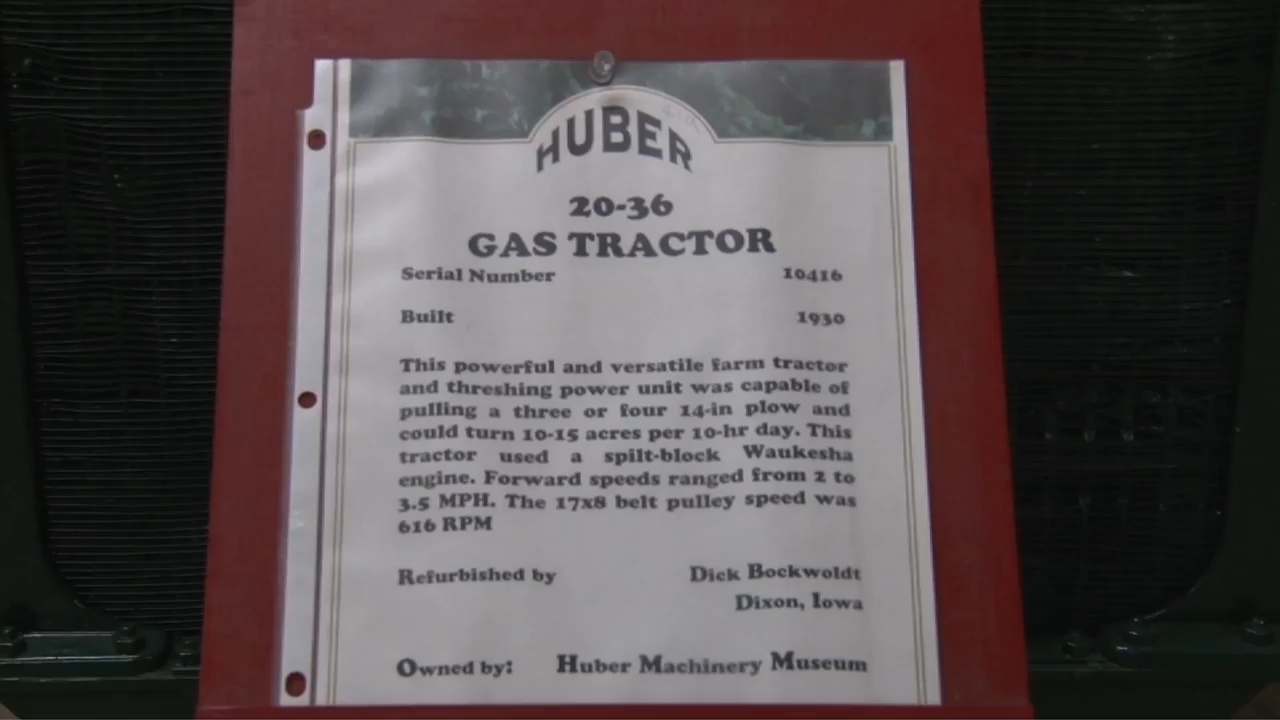 HUBER
20-36
GAS TRACTOR
Serial Number 10416
Built 1930
This powerful and versatile farm tractor
and threshing power unit was capable of
pulling a three or four 14-in plow and
could turn 10-15 acres per 10-hr day. This
tractor used a spilt-block Waukesha
engine. Forward speeds ranged from 2 to
3.5 MPH. The 17x8 belt pulley speed was
616 RPM
Refurbished by Dick Bockwoldt
Dixon, Iowa
Owned by: Huber Machinery Museum